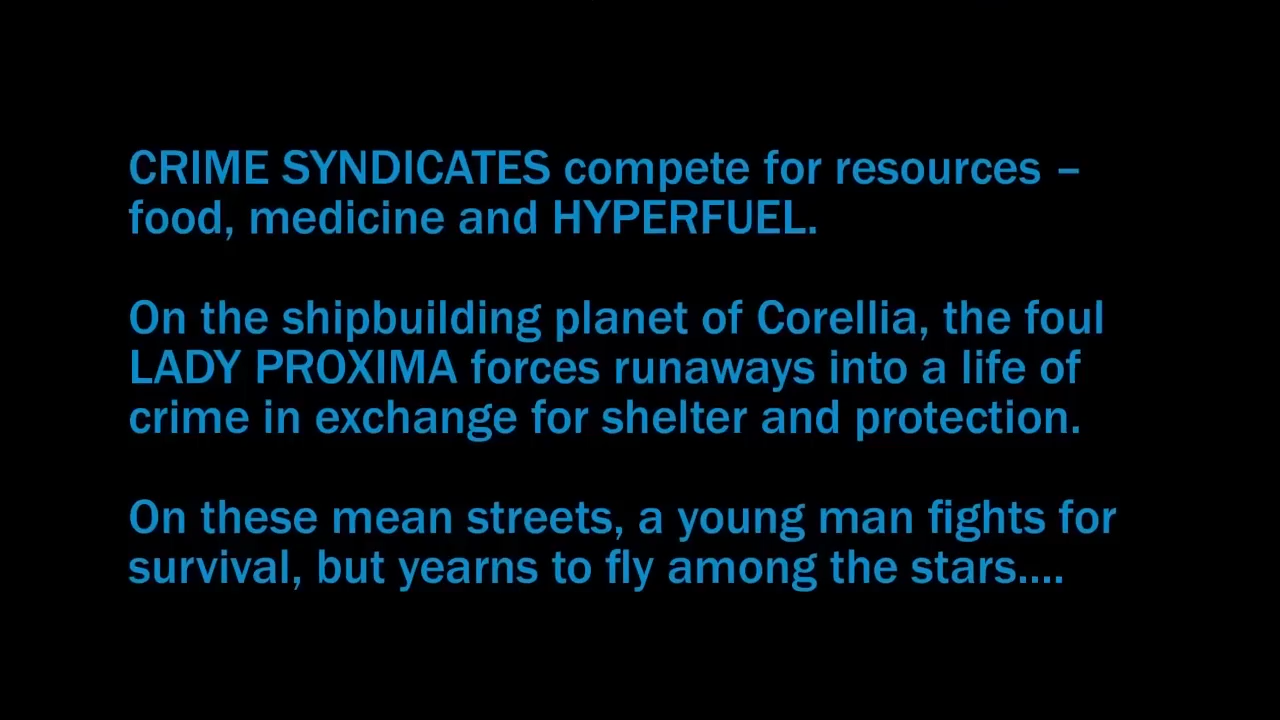 CRIME SYNDICATES compete for resources –
food, medicine and HYPERFUEL.
On the shipbuilding planet of Corellia, the foul
LADY PROXIMA forces runaways into a life of
crime in exchange for shelter and protection.
On these mean streets, a young man fights for
survival, but yearns to fly among the stars....